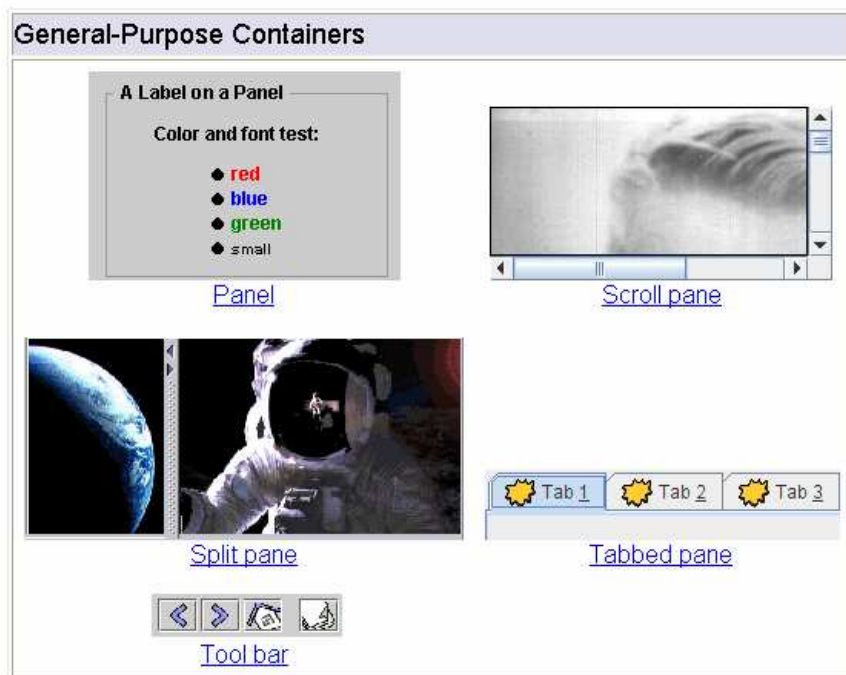 General-Purpose Containers
A Label on a Panel
Color and font test:
red
blue
green
small
Panel
Scroll pane
Split pane
Tab 1
Tab 2
Tab 3
Tabbed pane
Tool bar